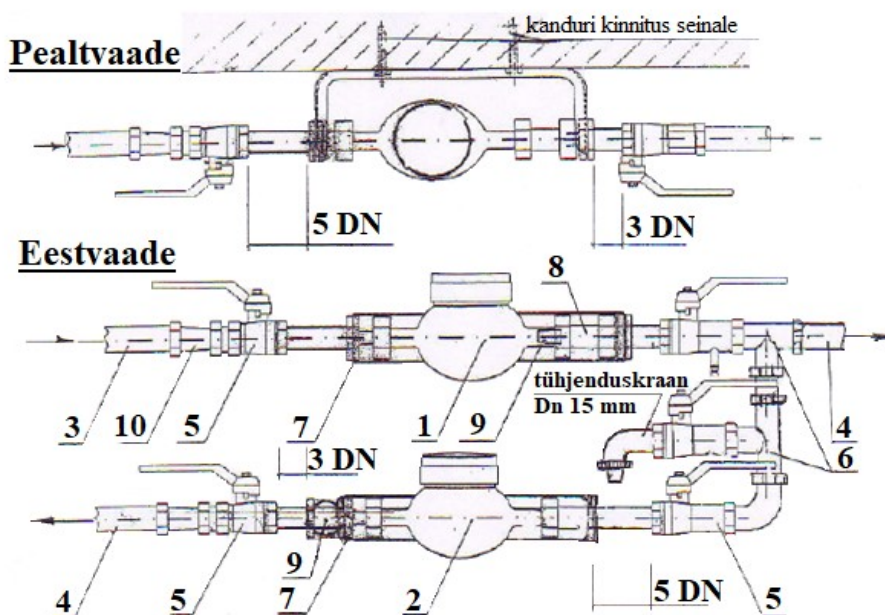 kanduri kinnitus seinale
Pealtvaade
5 DN
3 DN
Eestvaade
8
tühjenduskraan
Dn 15 mm
3
10
5
7
1
9
4
6
3 DN
9
5 DN
4
5
7
2
5